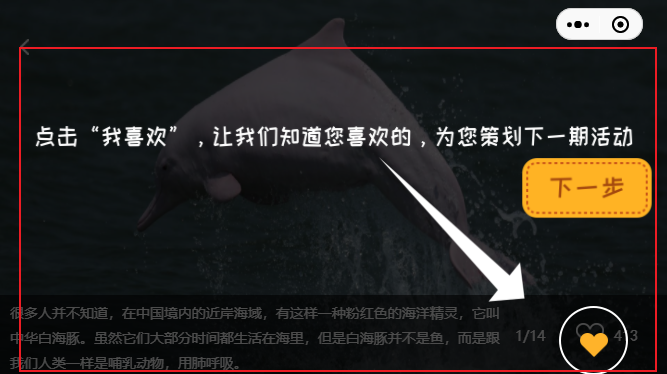 点击“我喜欢”，让我们知道您喜欢的，为您策划下一期活动
下一步
很多人并不知道，在中国境内的近岸海域，有这样一种粉红色的海洋精灵，它叫
中华白海豚。虽然它们大部分时间都生活在海里，但是白海豚并不是鱼，而是跟
我们人类一样是哺乳动物，用肺呼吸。
1/14